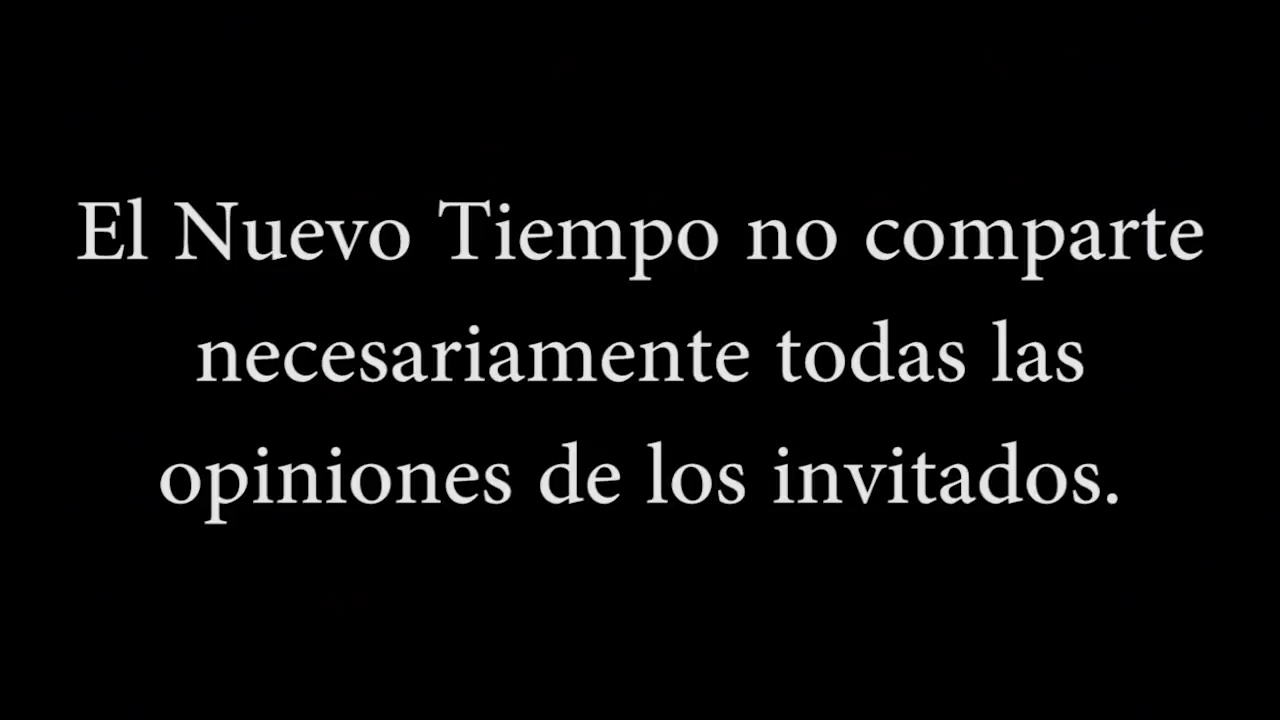 El Nuevo Tiempo no comparte
necesariamente todas las
opiniones de los invitados.